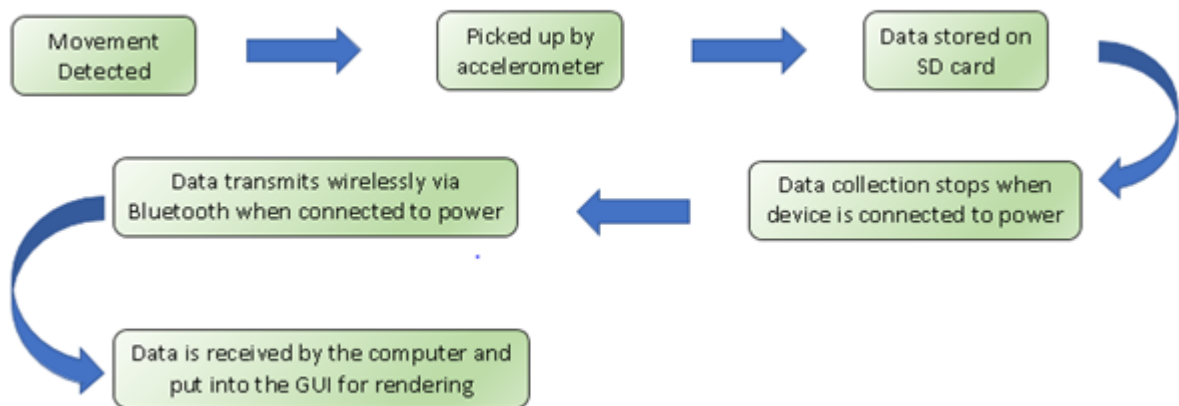 Movement
Detected
Picked up by
accelerometer
Data stored on
SD card
Data collection stops when
device is connected to power
Data transmits wirelessly via
Bluetooth when connected to power
Data is received by the computer and
put into the GUI for rendering